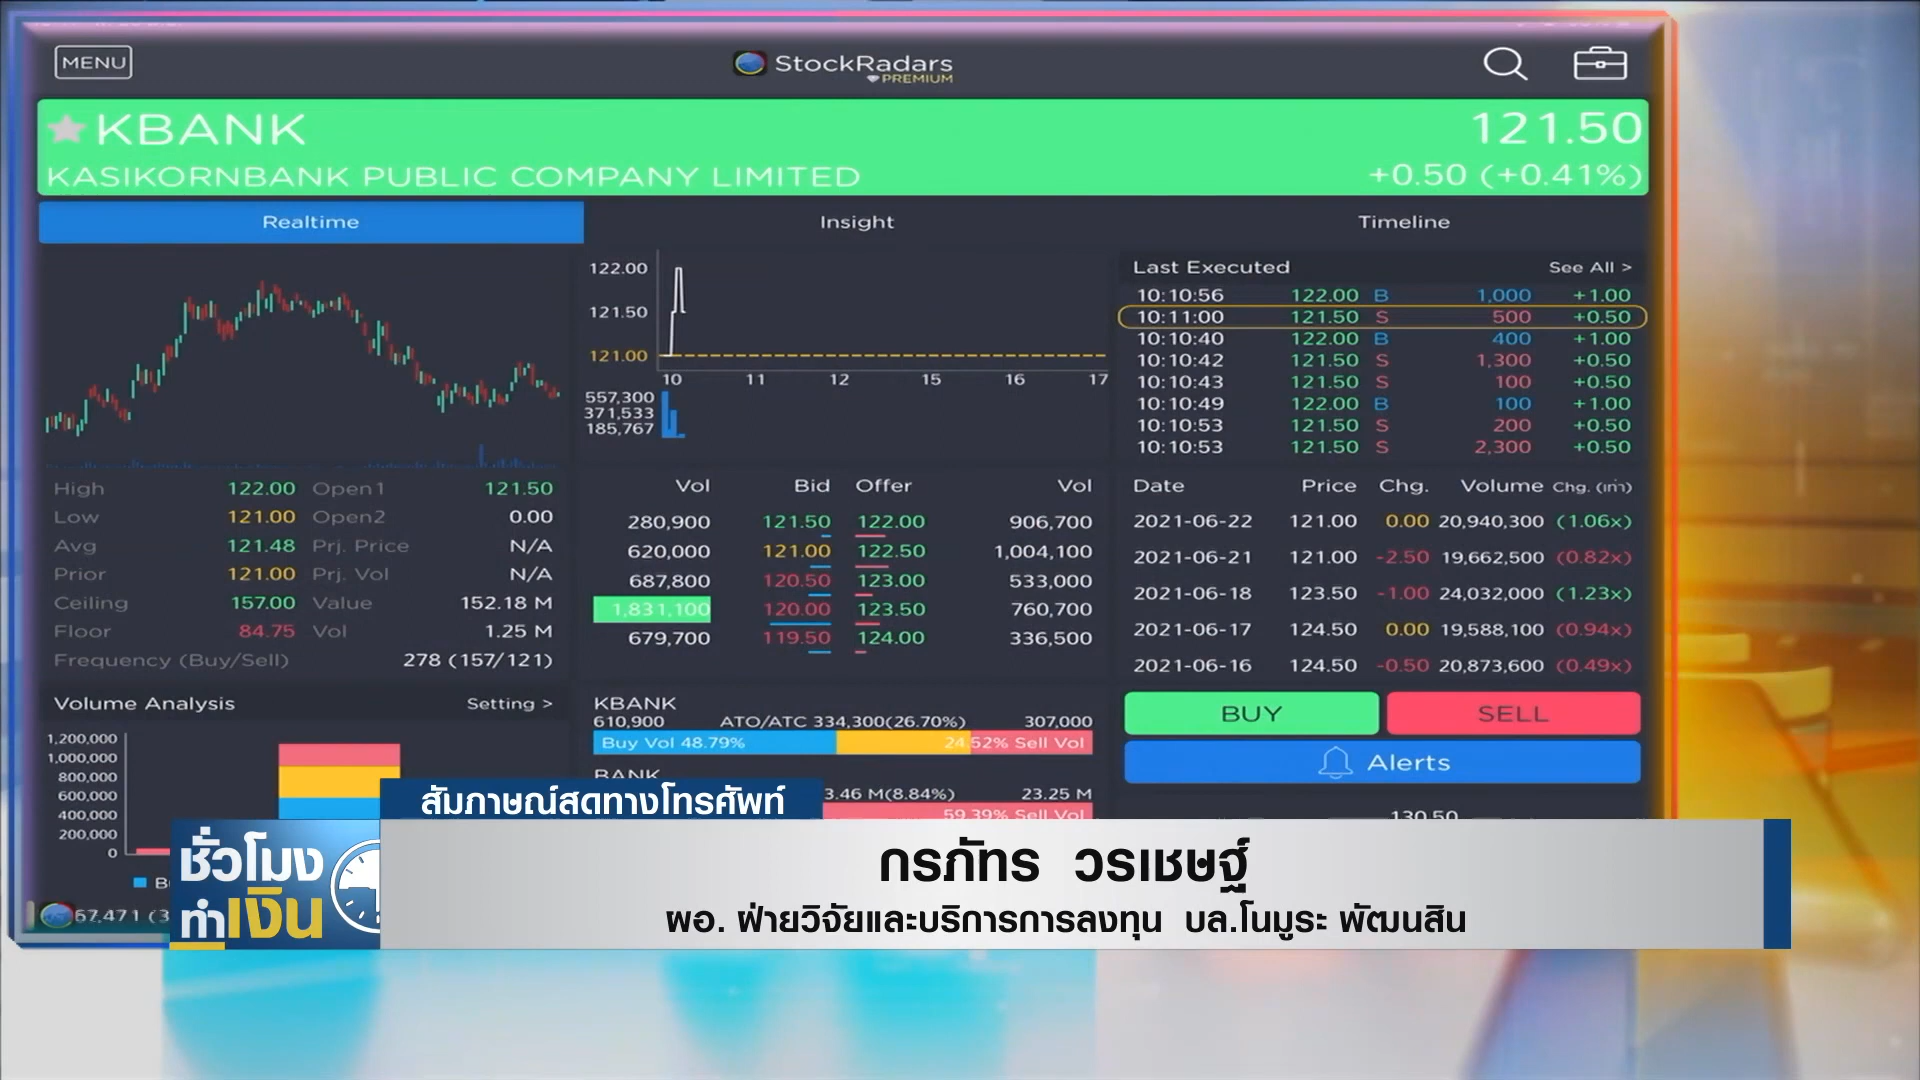 MENU
StockRadars
PREMIUM
KBANK
121.50
KASIKORNBANK PUBLIC COMPANY LIMITED
+0.50 (+0.41%)
Realtime
Insight
Timeline
122.00
121.50
121.00
10 11 12 15 16 17
557,300
371,533
185,767
Last Executed See All >
10:10:56 122.00 B 1,000 +1.00
10:11:00 121.50 S 500 +0.50
10:10:40 122.00 B 400 +1.00
10:10:42 121.50 S 1,300 +0.50
10:10:43 121.50 S 100 +0.50
10:10:49 122.00 B 100 +1.00
10:10:53 121.50 S 200 +0.50
10:10:53 121.50 S 2,300 +0.50
High 122.00 Open1 121.50
Low 121.00 Open2 0.00
Avg 121.48 Prj. Price N/A
Prior 121.00 Prj. Vol N/A
Ceiling 157.00 Value 152.18 M
Floor 84.75 Vol 1.25 M
Frequency (Buy/Sell) 278 (157/121)
Vol Bid Offer Vol
280,900 121.50 122.00 906,700
620,000 121.00 122.50 1,004,100
687,800 120.50 123.00 533,000
1,831,100 120.00 123.50 760,700
679,700 119.50 124.00 336,500
Date Price Chg. Volume Chg. (เท่า)
2021-06-22 121.00 0.00 20,940,300 (1.06x)
2021-06-21 121.00 -2.50 19,662,500 (0.82x)
2021-06-18 123.50 -1.00 24,032,000 (1.23x)
2021-06-17 124.50 0.00 19,588,100 (0.94x)
2021-06-16 124.50 -0.50 20,873,600 (0.49x)
Volume Analysis Setting >
1,200,000
1,000,000
800,000
600,000
400,000
200,000
0
KBANK
610,900 ATO/ATC 334,300(26.70%) 307,000
Buy Vol 48.79% 24.52% Sell Vol
BANK
3.46 M(8.84%) 23.25 M
59.39% Sell Vol
BUY SELL
Alerts
130.50
67,471 (3
สัมภาษณ์สดทางโทรศัพท์
ชั่วโมง
ทำเงิน
กรภัทร วรเชษฐ์
ผอ. ฝ่ายวิจัยและบริการการลงทุน บล.โนมูระ พัฒนสิน